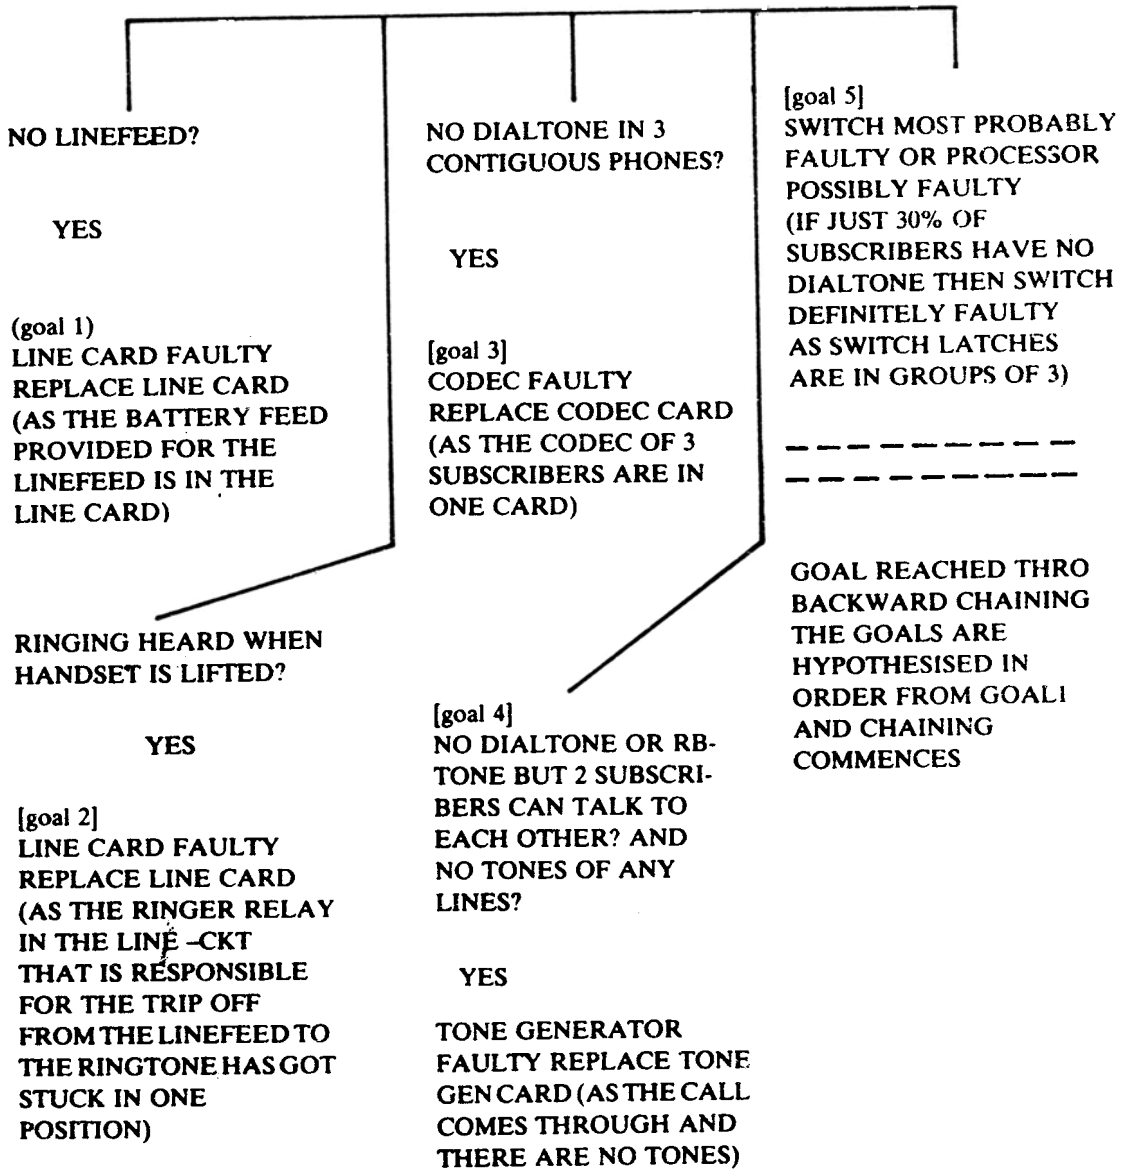 NO LINEFEED?
YES
(goal 1)
LINE CARD FAULTY
REPLACE LINE CARD
(AS THE BATTERY FEED
PROVIDED FOR THE
LINEFEED IS IN THE
LINE CARD)
RINGING HEARD WHEN
HANDSET IS LIFTED?
YES
[goal 2]
LINE CARD FAULTY
REPLACE LINE CARD
(AS THE RINGER RELAY
IN THE LINE –CKT
THAT IS RESPONSIBLE
FOR THE TRIP OFF
FROM THE LINEFEED TO
THE RINGTONE HAS GOT
STUCK IN ONE
POSITION)
NO DIALTONE IN 3
CONTIGUOUS PHONES?
YES
[goal 3]
CODEC FAULTY
REPLACE CODEC CARD
(AS THE CODEC OF 3
SUBSCRIBERS ARE IN
ONE CARD)
[goal 4]
NO DIALTONE OR RB-
TONE BUT 2 SUBSCRI-
BERS CAN TALK TO
EACH OTHER? AND
NO TONES OF ANY
LINES?
YES
TONE GENERATOR
FAULTY REPLACE TONE
GEN CARD (AS THE CALL
COMES THROUGH AND
THERE ARE NO TONES)
[goal 5]
SWITCH MOST PROBABLY
FAULTY OR PROCESSOR
POSSIBLY FAULTY
(IF JUST 30% OF
SUBSCRIBERS HAVE NO
DIALTONE THEN SWITCH
DEFINITELY FAULTY
AS SWITCH LATCHES
ARE IN GROUPS OF 3)
GOAL REACHED THRO
BACKWARD CHAINING
THE GOALS ARE
HYPOTHESISED IN
ORDER FROM GOAL1
AND CHAINING
COMMENCES